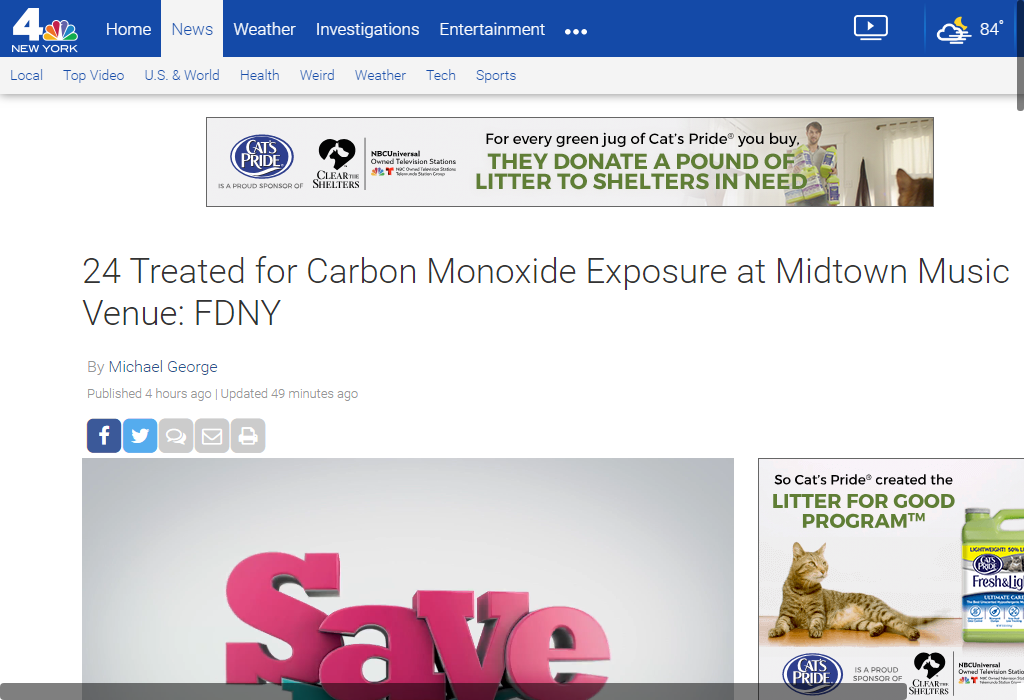 4
NEW YORK
Home
News
Weather
Investigations
Entertainment
84°
Local
Top Video
U.S. & World
Health
Weird
Weather
Tech
Sports
CAT'S PRIDE
IS A PROUD SPONSOR OF
CLEAR THE SHELTERS
NBCUniversal
Owned Television Stations
NBC Owned Television Stations
Telemundo Station Group
For every green jug of Cat's Pride® you buy,
THEY DONATE A POUND OF
LITTER TO SHELTERS IN NEED
24 Treated for Carbon Monoxide Exposure at Midtown Music
Venue: FDNY
By Michael George
Published 4 hours ago | Updated 49 minutes ago
Save
So Cat's Pride® created the
LITTER FOR GOOD
PROGRAM™
LIGHTWEIGHT! 50% L
CAT'S PRIDE
Fresh&Lig
ULTIMATE CARE
CAT'S PRIDE
IS A PROUD
SPONSOR OF
CLEAR THE
SHELTERS
NBCUniversal
Owned Television Statio